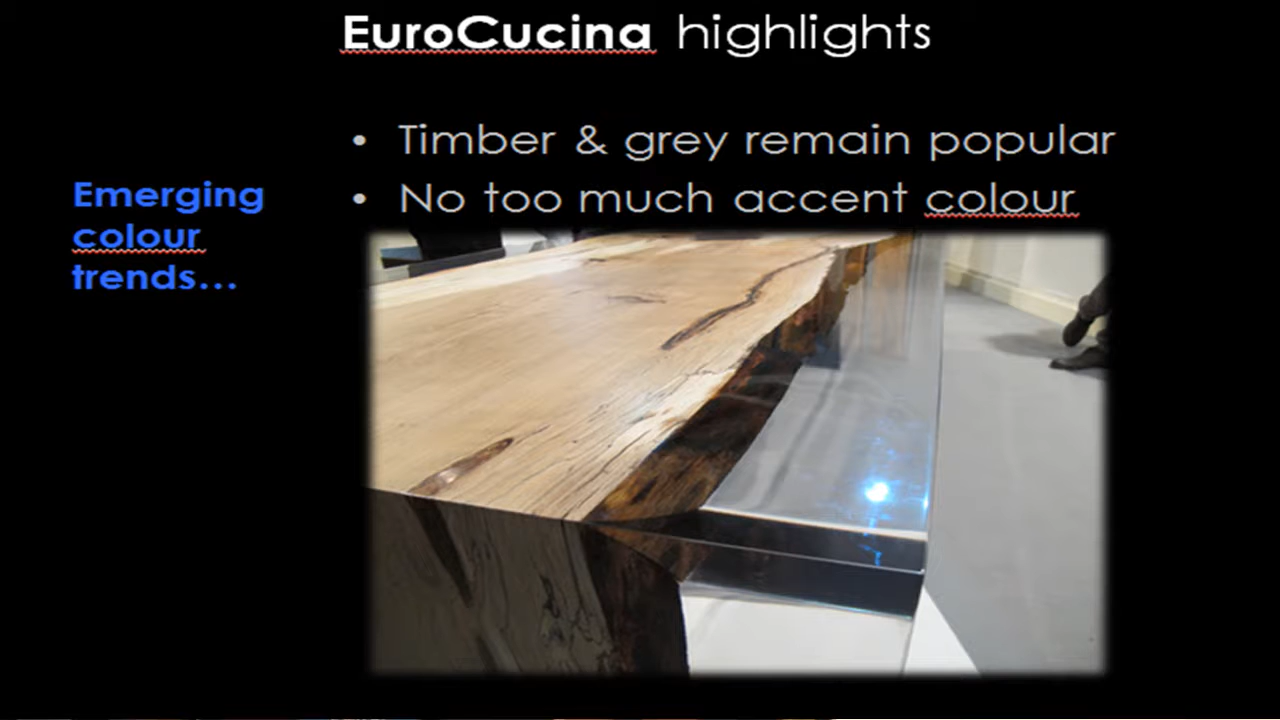 EuroCucina highlights
• Timber & grey remain popular
• No too much accent colour
Emerging
colour
trends...